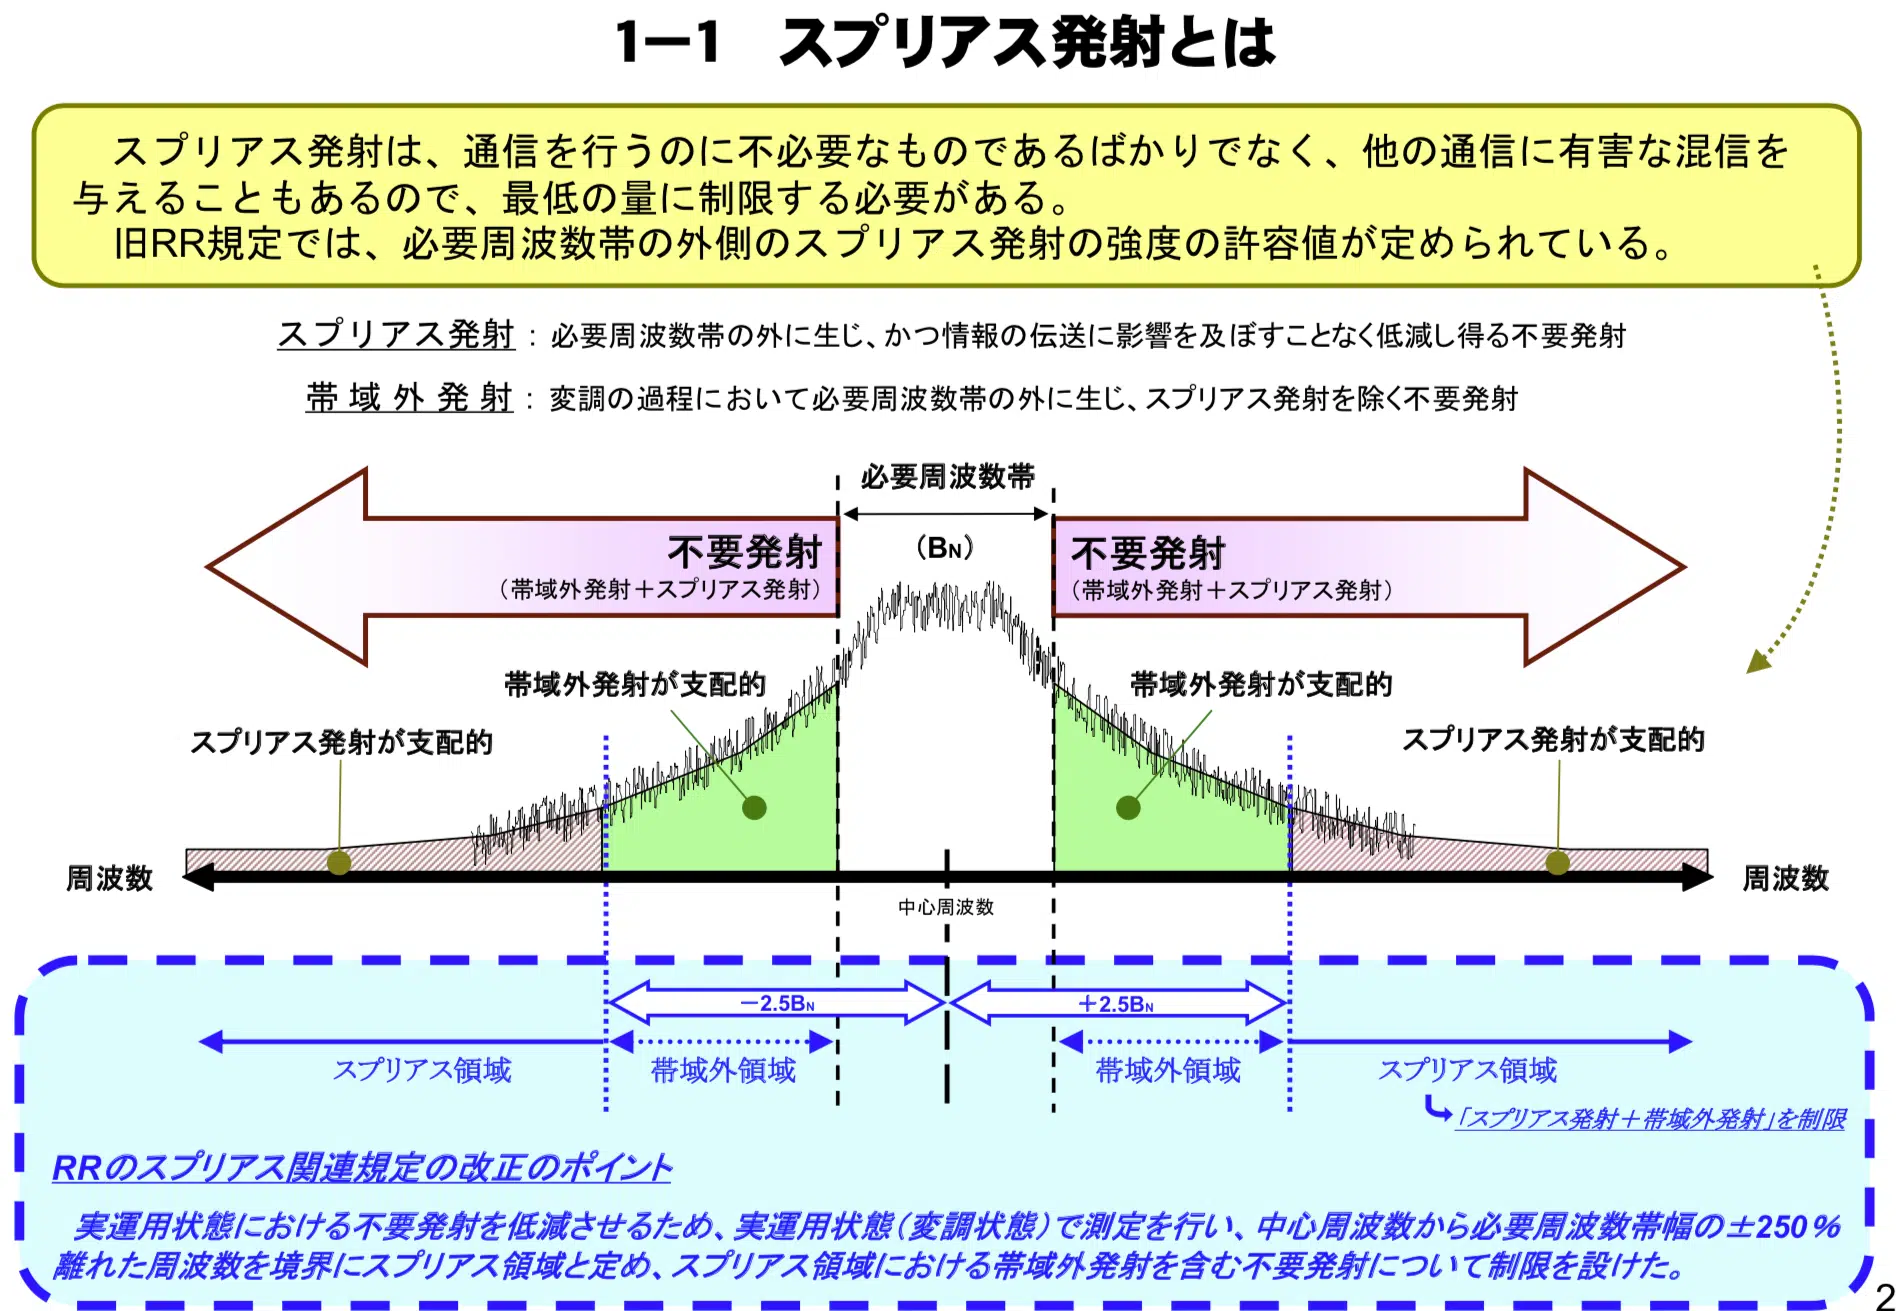 1－1　スプリアス発射とは
スプリアス発射は、通信を行うのに不必要なものであるばかりでなく、他の通信に有害な混信を
与えることもあるので、最低の量に制限する必要がある。
旧RR規定では、必要周波数帯の外側のスプリアス発射の強度の許容値が定められている。
スプリアス発射 ： 必要周波数帯の外に生じ、かつ情報の伝送に影響を及ぼすことなく低減し得る不要発射
帯域外発射 ： 変調の過程において必要周波数帯の外に生じ、スプリアス発射を除く不要発射
必要周波数帯
（BN）
不要発射
（帯域外発射＋スプリアス発射）
不要発射
（帯域外発射＋スプリアス発射）
帯域外発射が支配的
帯域外発射が支配的
スプリアス発射が支配的
スプリアス発射が支配的
周波数
周波数
中心周波数
－2.5BN
＋2.5BN
スプリアス領域
帯域外領域
帯域外領域
スプリアス領域
「スプリアス発射＋帯域外発射」を制限
RRのスプリアス関連規定の改正のポイント
実運用状態における不要発射を低減させるため、実運用状態（変調状態）で測定を行い、中心周波数から必要周波数帯幅の±250％
離れた周波数を境界にスプリアス領域と定め、スプリアス領域における帯域外発射を含む不要発射について制限を設けた。
2